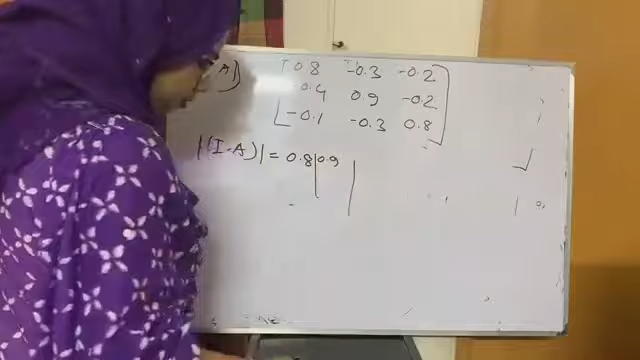 A) 0.8 -0.3 -0.2
0.4 0.9 -0.2
-0.1 -0.3 0.8
|(I-A)| = 0.8 |0.9 |